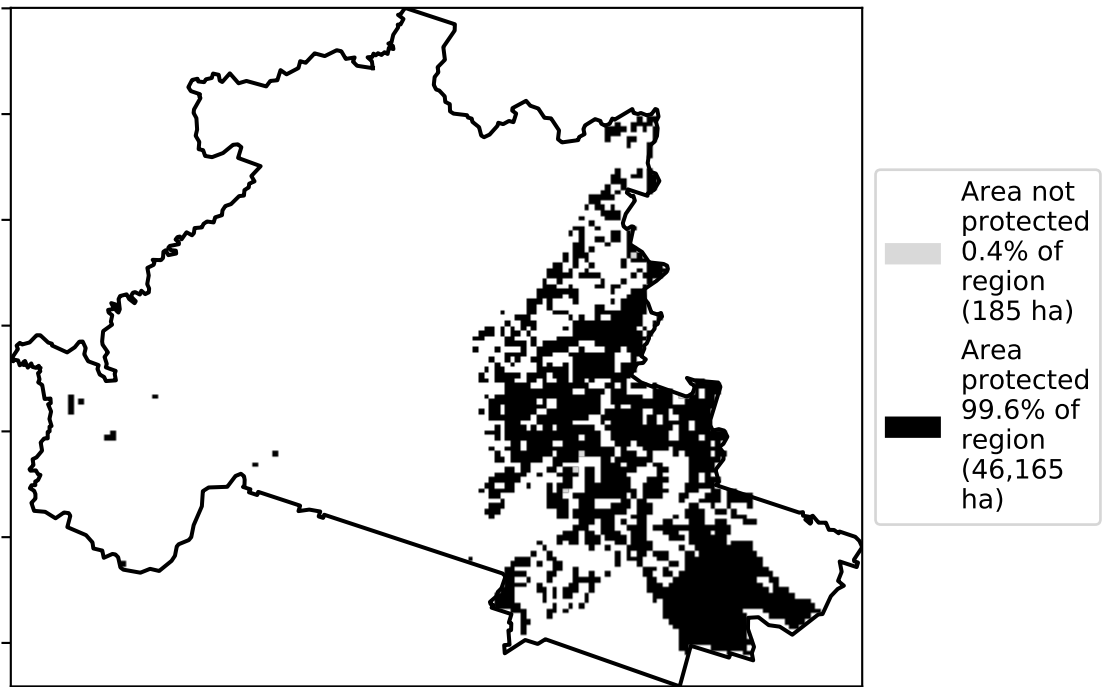 Area not
protected
0.4% of
region
(185 ha)
Area
protected
99.6% of
region
(46,165
ha)